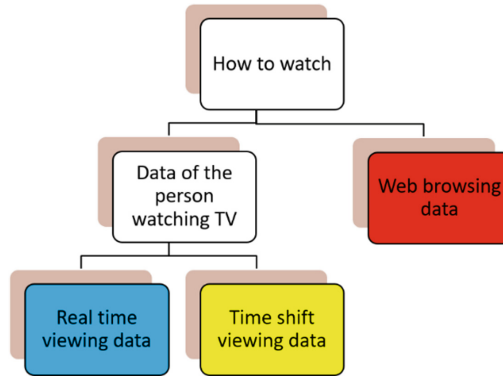 How to watch
Data of the
person
watching TV
Web browsing
data
Real time
viewing data
Time shift
viewing data